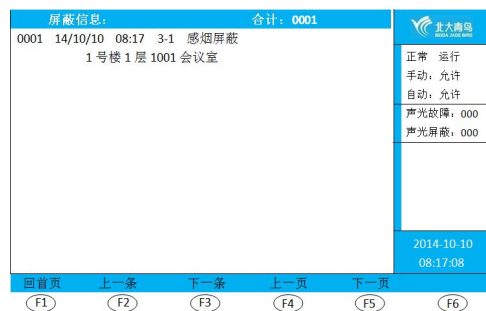 屏蔽信息： 合计：0001
0001 14/10/10 08:17 3-1 感烟屏蔽
1 号楼 1 层 1001 会议室
北大青鸟
BEIDA JADE BIRD
正常 运行
手动：允许
自动：允许
声光故障：000
声光屏蔽：000
2014-10-10
08:17:08
回首页 上一条 下一条 上一页 下一页
F1 F2 F3 F4 F5 F6